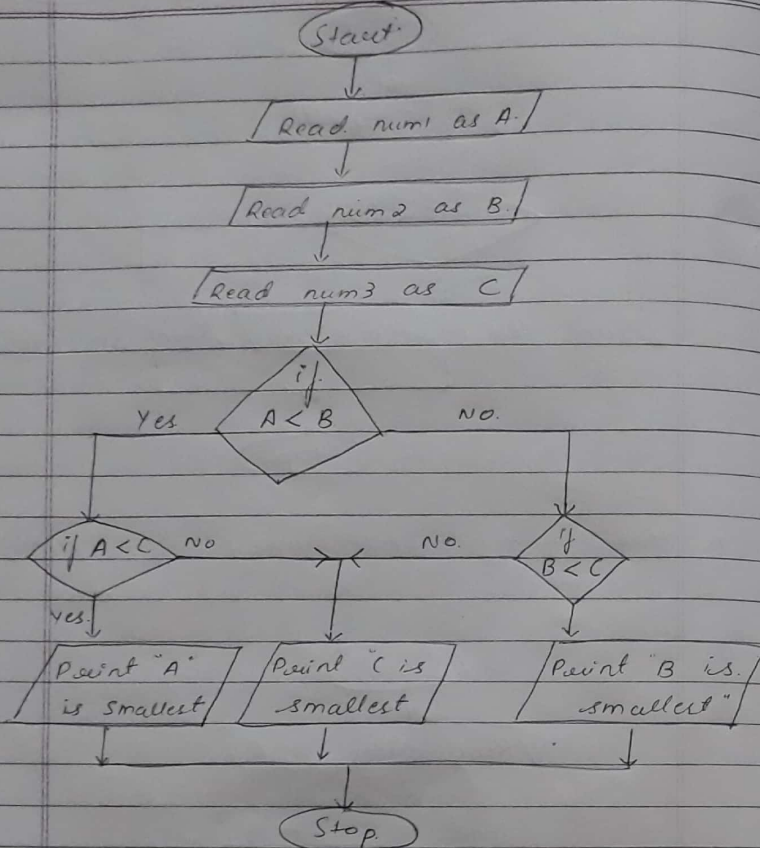 Start.
Read num1 as A.
Read num2 as B.
Read num3 as C
if
A < B
Yes
No.
if A < C
No
No.
if
B < C
yes.
Print "A"
is smallest
Print "C is
smallest
Print "B is.
smallest"
Stop.